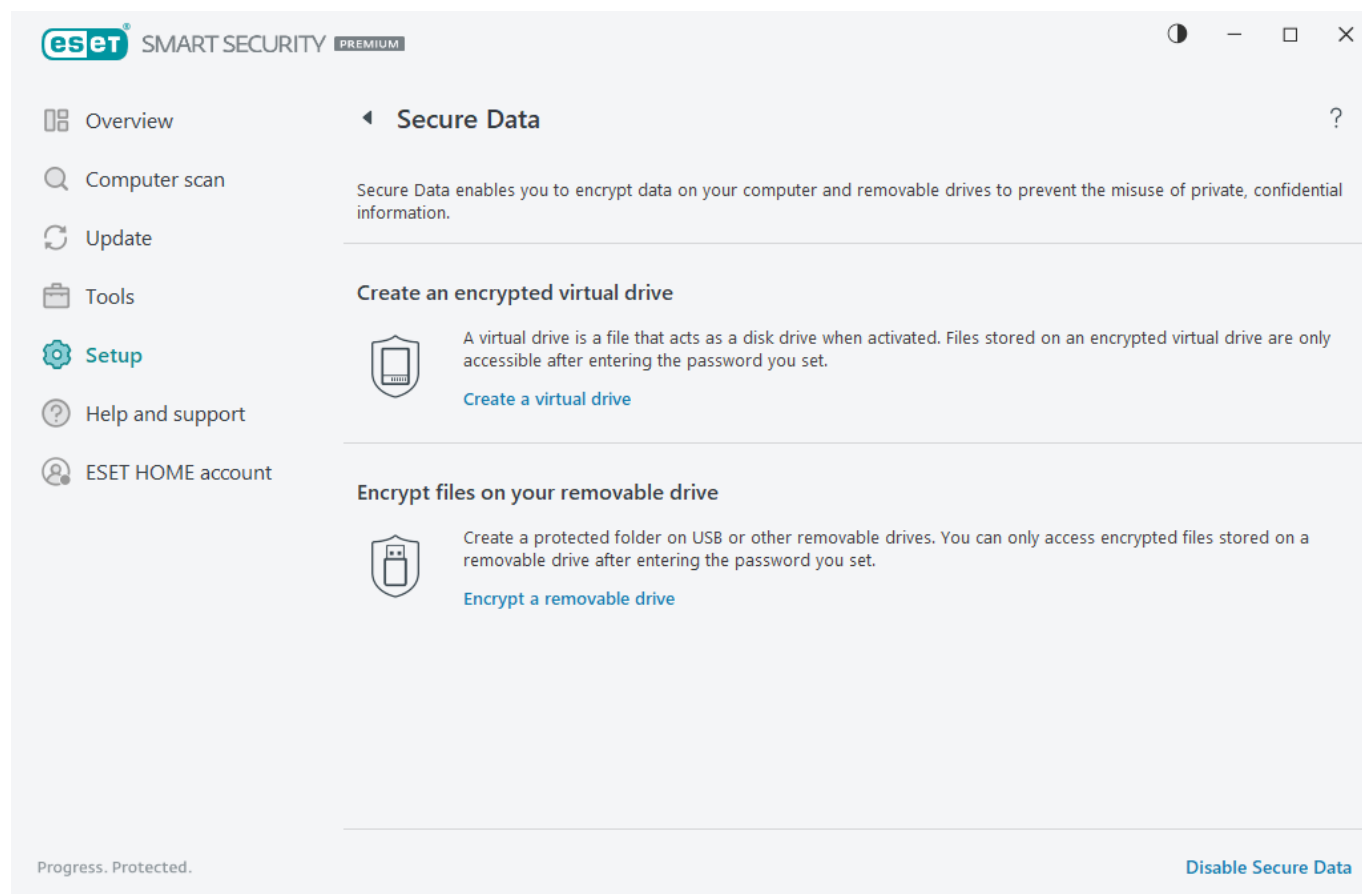 eset® SMART SECURITY PREMIUM
Overview
Computer scan
Update
Tools
Setup
Help and support
ESET HOME account
Secure Data
?
Secure Data enables you to encrypt data on your computer and removable drives to prevent the misuse of private, confidential
information.
Create an encrypted virtual drive
A virtual drive is a file that acts as a disk drive when activated. Files stored on an encrypted virtual drive are only
accessible after entering the password you set.
Create a virtual drive
Encrypt files on your removable drive
Create a protected folder on USB or other removable drives. You can only access encrypted files stored on a
removable drive after entering the password you set.
Encrypt a removable drive
Progress. Protected.
Disable Secure Data